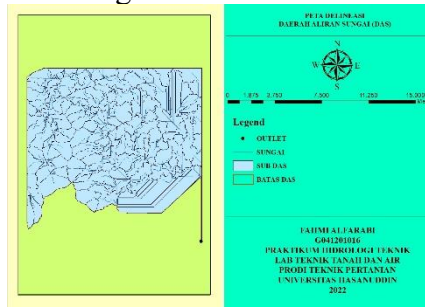 PETA DELINEASI
DAERAH ALIRAN SUNGAI (DAS)
N
W E
S
0 1.875 3.750 7.500 11.250 15.000
Legend
OUTLET
SUNGAI
SUB DAS
BATAS DAS
FAHMI ALFARABI
G041201016
PRAKTIKUM HIDROLOGI TEKNIK
LAB TEKNIK TANAH DAN AIR
PRODI TEKNIK PERTANIAN
UNIVERSITAS HASANUDDIN
2022